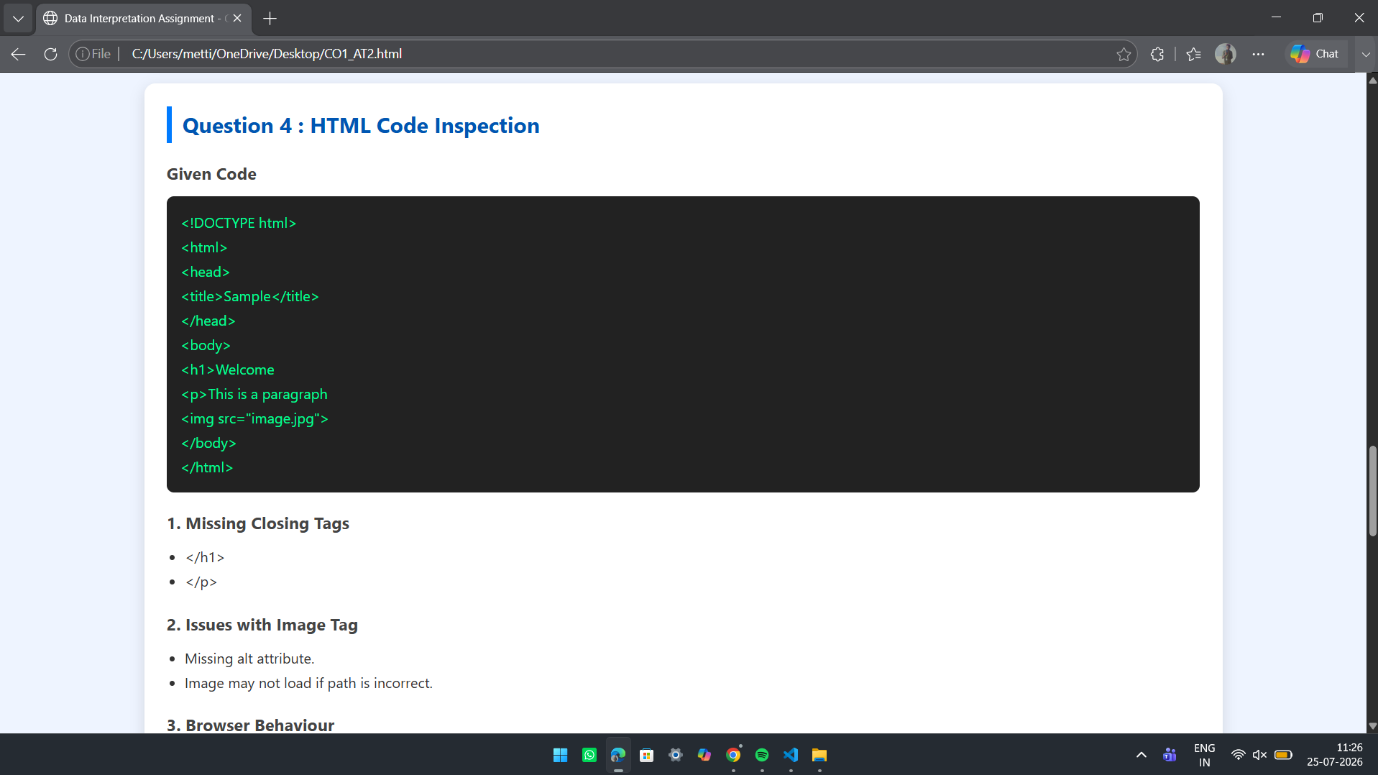 Data Interpretation Assignment - C
File
C:/Users/metti/OneDrive/Desktop/CO1_AT2.html
Chat
Question 4 : HTML Code Inspection
Given Code
<!DOCTYPE html>
<html>
<head>
<title>Sample</title>
</head>
<body>
<h1>Welcome
<p>This is a paragraph
<img src="image.jpg">
</body>
</html>
1. Missing Closing Tags
• </h1>
• </p>
2. Issues with Image Tag
• Missing alt attribute.
• Image may not load if path is incorrect.
3. Browser Behaviour
ENG
IN
11:26
25-07-2026